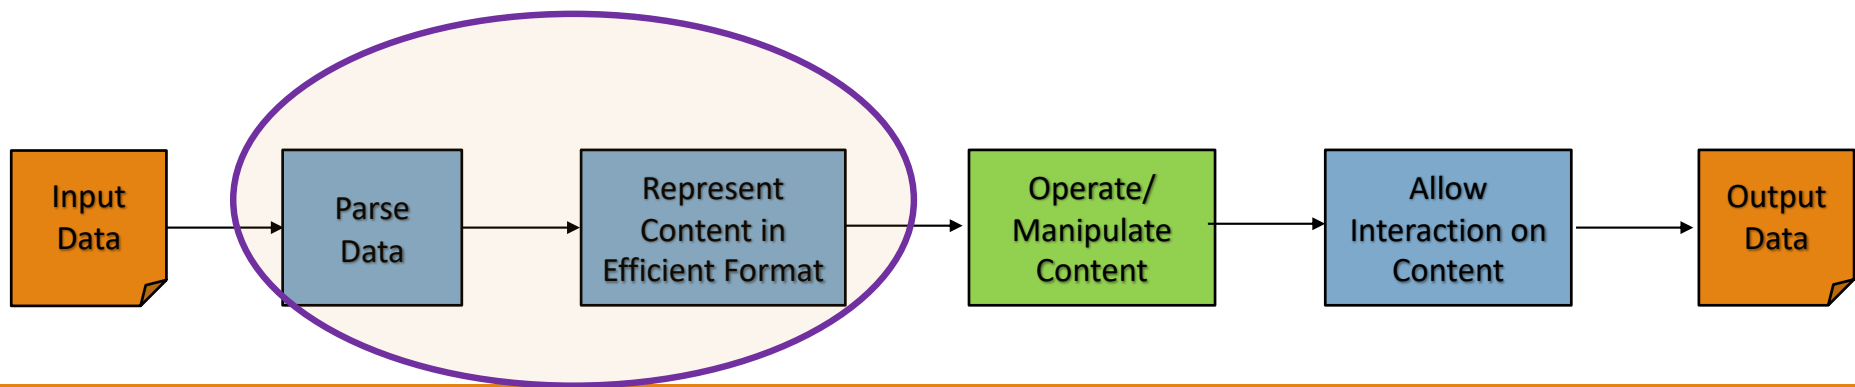 Input
Data
Parse
Data
Represent
Content in
Efficient Format
Operate/
Manipulate
Content
Allow
Interaction on
Content
Output
Data